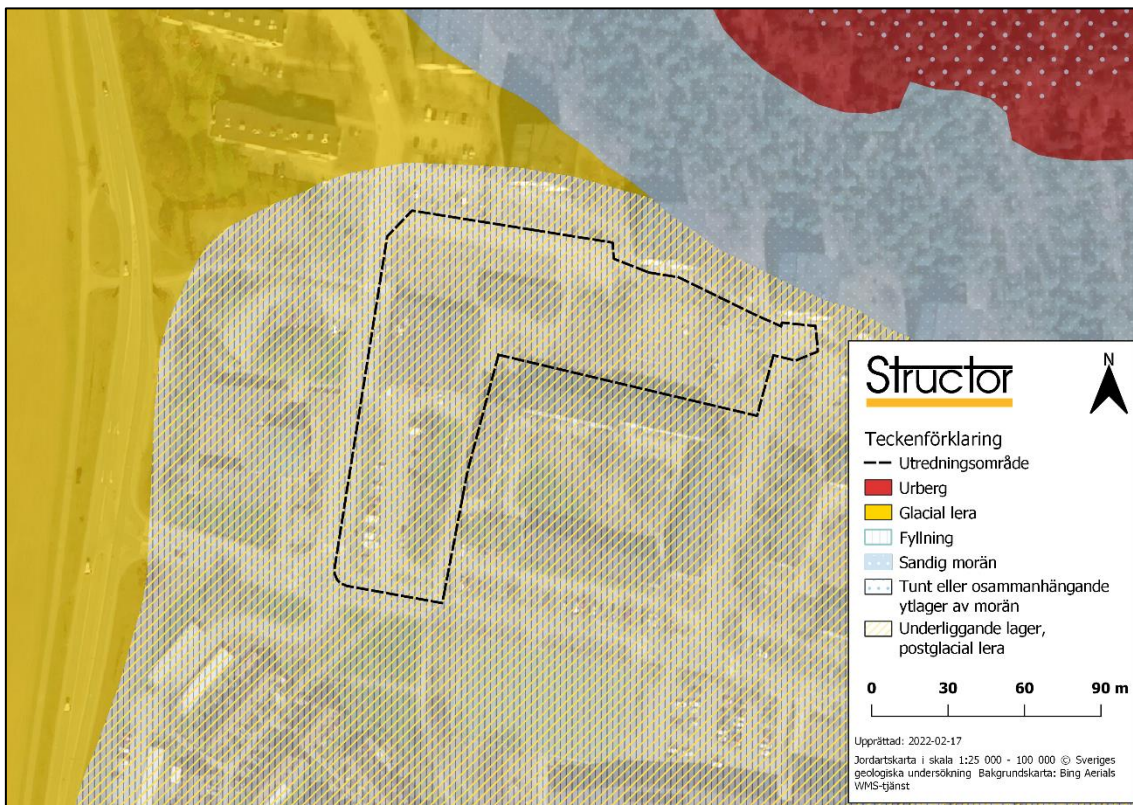 Structor
N
Teckenförklaring
Utredningsområde
Urberg
Glacial lera
Fyllning
Sandig morän
Tunt eller osammanhängande
ytlager av morän
Underliggande lager,
postglacial lera
0 30 60 90 m
Upprättad: 2022-02-17
Jordartskarta i skala 1:25 000 - 100 000 © Sveriges
geologiska undersökning Bakgrundskarta: Bing Aerials
WMS-tjänst